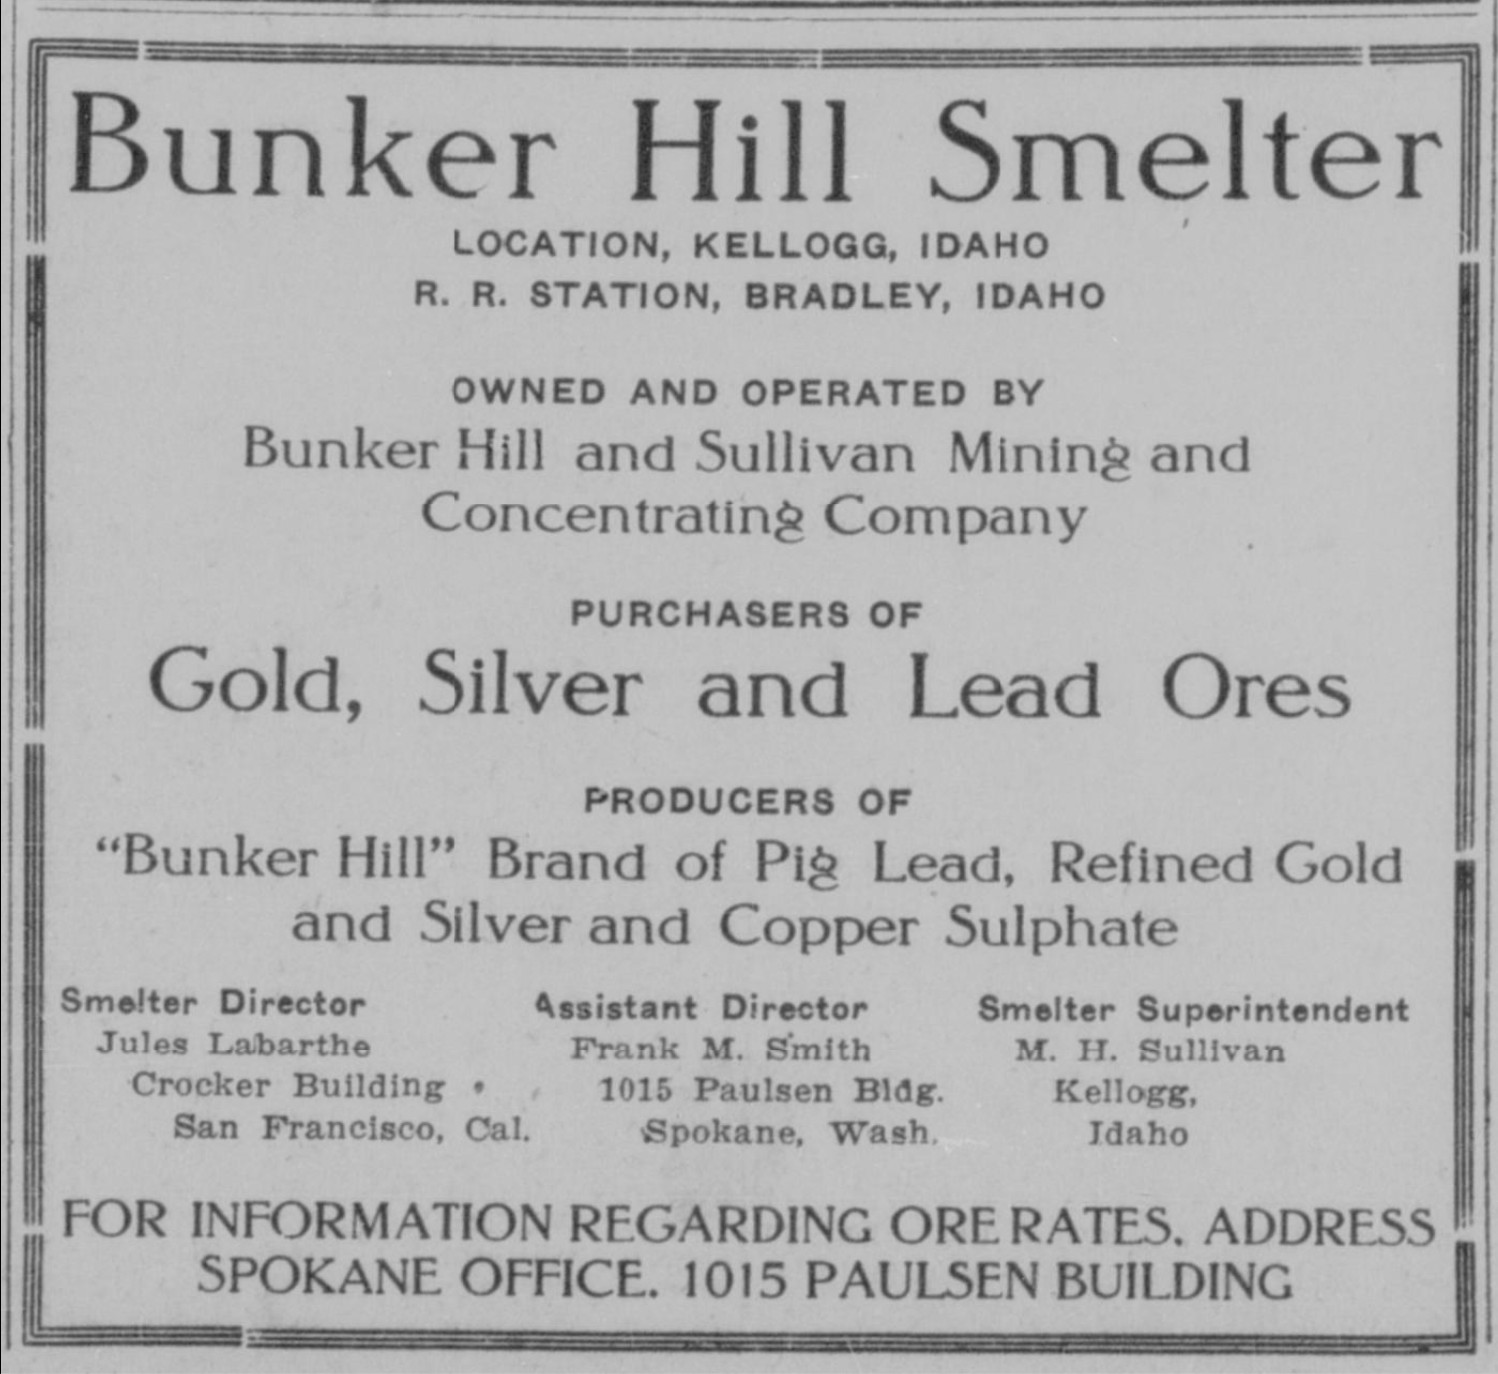 Bunker Hill Smelter
LOCATION, KELLOGG, IDAHO
R. R. STATION, BRADLEY, IDAHO
OWNED AND OPERATED BY
Bunker Hill and Sullivan Mining and
Concentrating Company
PURCHASERS OF
Gold, Silver and Lead Ores
PRODUCERS OF
“Bunker Hill” Brand of Pig Lead, Refined Gold
and Silver and Copper Sulphate
Smelter Director
Jules Labarthe
Crocker Building
San Francisco, Cal.
Assistant Director
Frank M. Smith
1015 Paulsen Bldg.
Spokane, Wash.
Smelter Superintendent
M. H. Sullivan
Kellogg,
Idaho
FOR INFORMATION REGARDING ORE RATES. ADDRESS
SPOKANE OFFICE. 1015 PAULSEN BUILDING